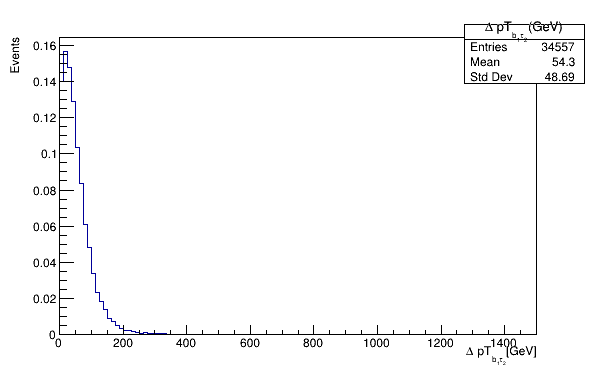 Δ pT b₁τ₂ (GeV)
Entries 34557
Mean 54.3
Std Dev 48.69
Events
0.16
0.14
0.12
0.1
0.08
0.06
0.04
0.02
0
0 200 400 600 800 1000 1200 1400
Δ pT b₁τ₂ [GeV]